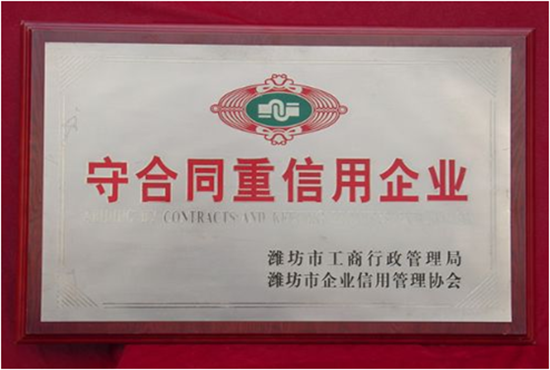 守合同重信用企业
CONTRACTS AND
潍坊市工商行政管理局
潍坊市企业信用管理协会